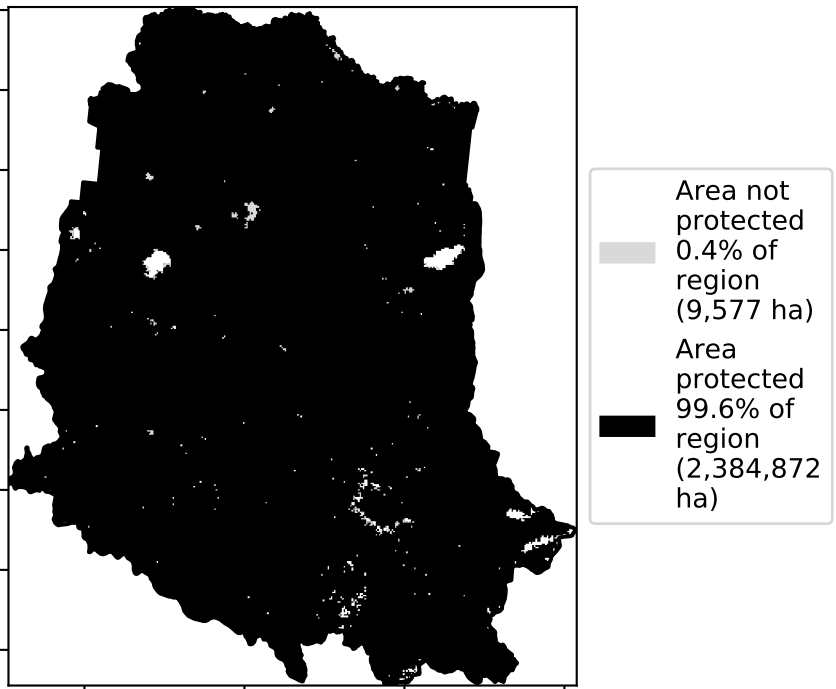 Area not
protected
0.4% of
region
(9,577 ha)
Area
protected
99.6% of
region
(2,384,872
ha)